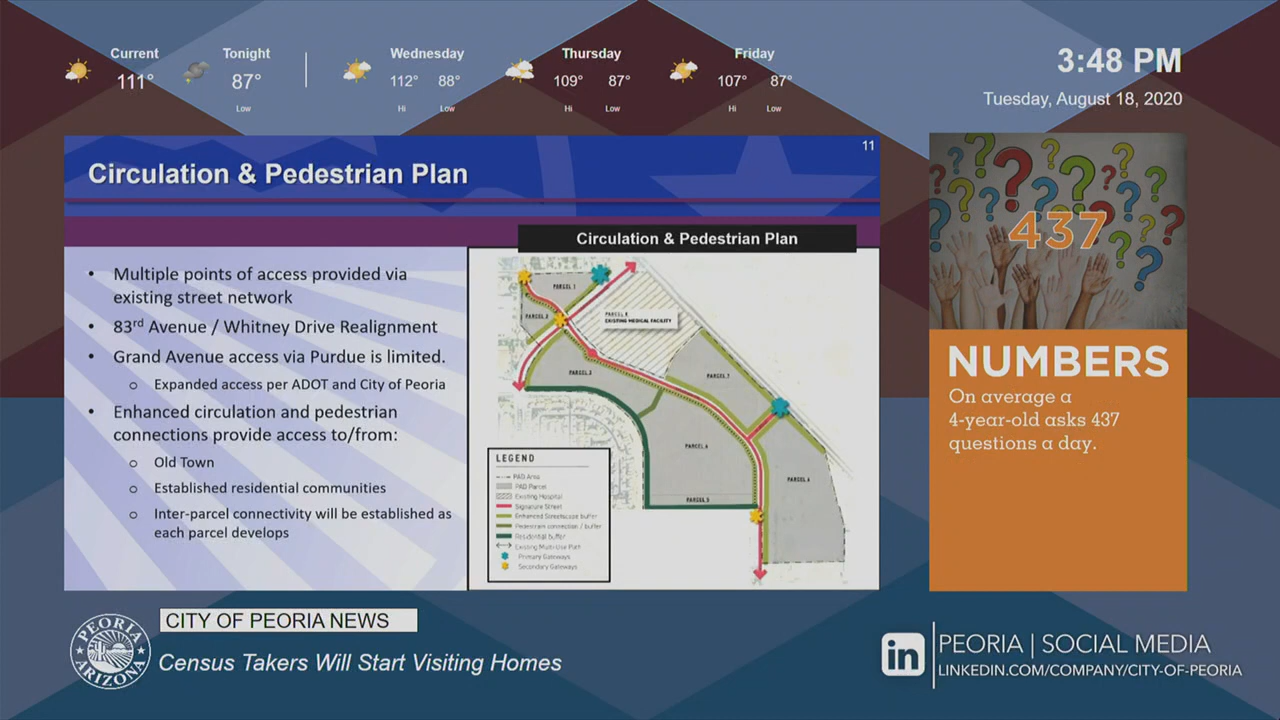 Current
111°
Tonight
87°
Low
Wednesday
112° 88°
Hi Low
Thursday
109° 87°
Hi Low
Friday
107° 87°
Hi Low
3:48 PM
Tuesday, August 18, 2020
11
Circulation & Pedestrian Plan
• Multiple points of access provided via
existing street network
• 83rd Avenue / Whitney Drive Realignment
• Grand Avenue access via Purdue is limited.
o Expanded access per ADOT and City of Peoria
• Enhanced circulation and pedestrian
connections provide access to/from:
o Old Town
o Established residential communities
o Inter-parcel connectivity will be established as
each parcel develops
Circulation & Pedestrian Plan
PARCEL 1
PARCEL 2
EXISTING MEDICAL FACILITY
PARCEL 3
PARCEL 7
PARCEL 4
PARCEL 5
LEGEND
PAD Area
PAD Parcel
Existing Hospital
Signature Street
Enhanced Streetscape buffer
Pedestrian connection / buffer
Residential buffer
Existing Multi-Use Path
Primary Gateways
Secondary Gateways
437
NUMBERS
On average a
4-year-old asks 437
questions a day.
PEORIA
ARIZONA
CITY OF PEORIA NEWS
Census Takers Will Start Visiting Homes
in
PEORIA | SOCIAL MEDIA
LINKEDIN.COM/COMPANY/CITY-OF-PEORIA